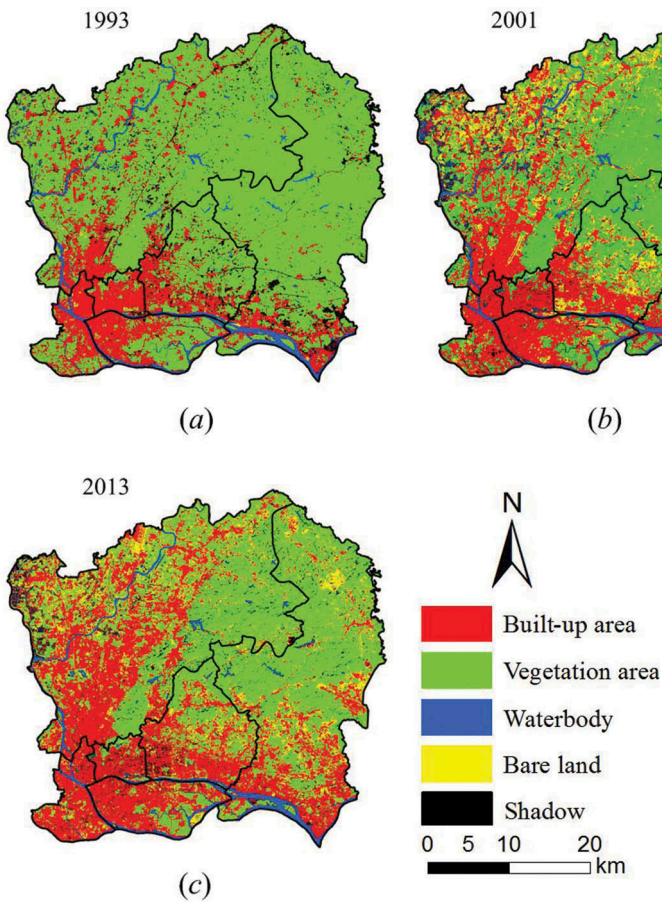 1993
2001
(a)
(b)
2013
N
Built-up area
Vegetation area
Waterbody
Bare land
Shadow
0 5 10 20
km
(c)